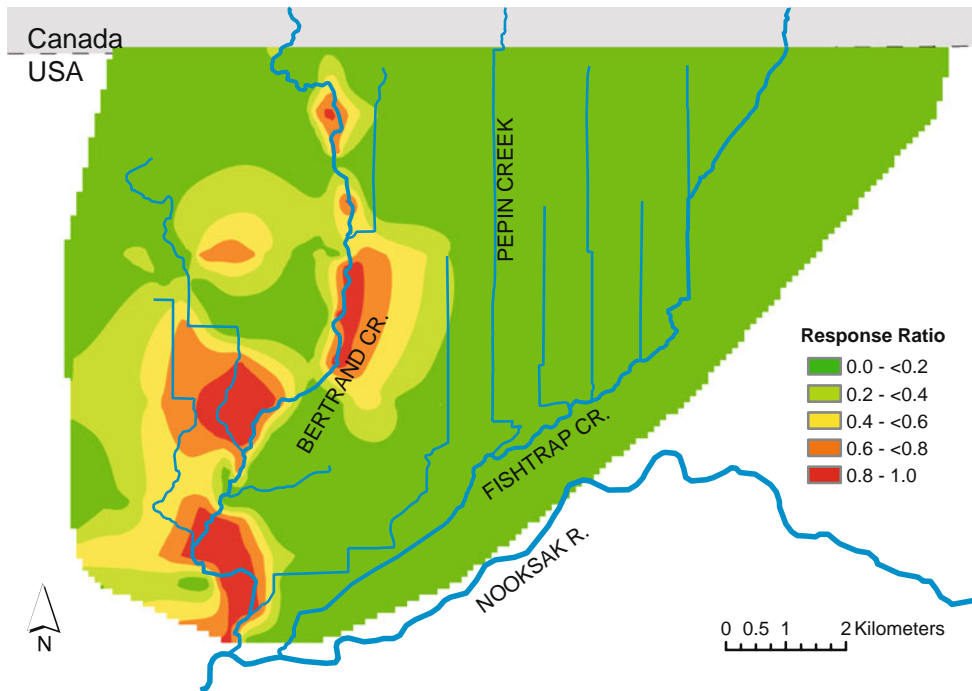 Canada
USA
PEPIN CREEK
BERTRAND CR.
FISHTRAP CR.
NOOKSAK R.
Response Ratio
0.0 - <0.2
0.2 - <0.4
0.4 - <0.6
0.6 - <0.8
0.8 - 1.0
N
0 0.5 1 2 Kilometers